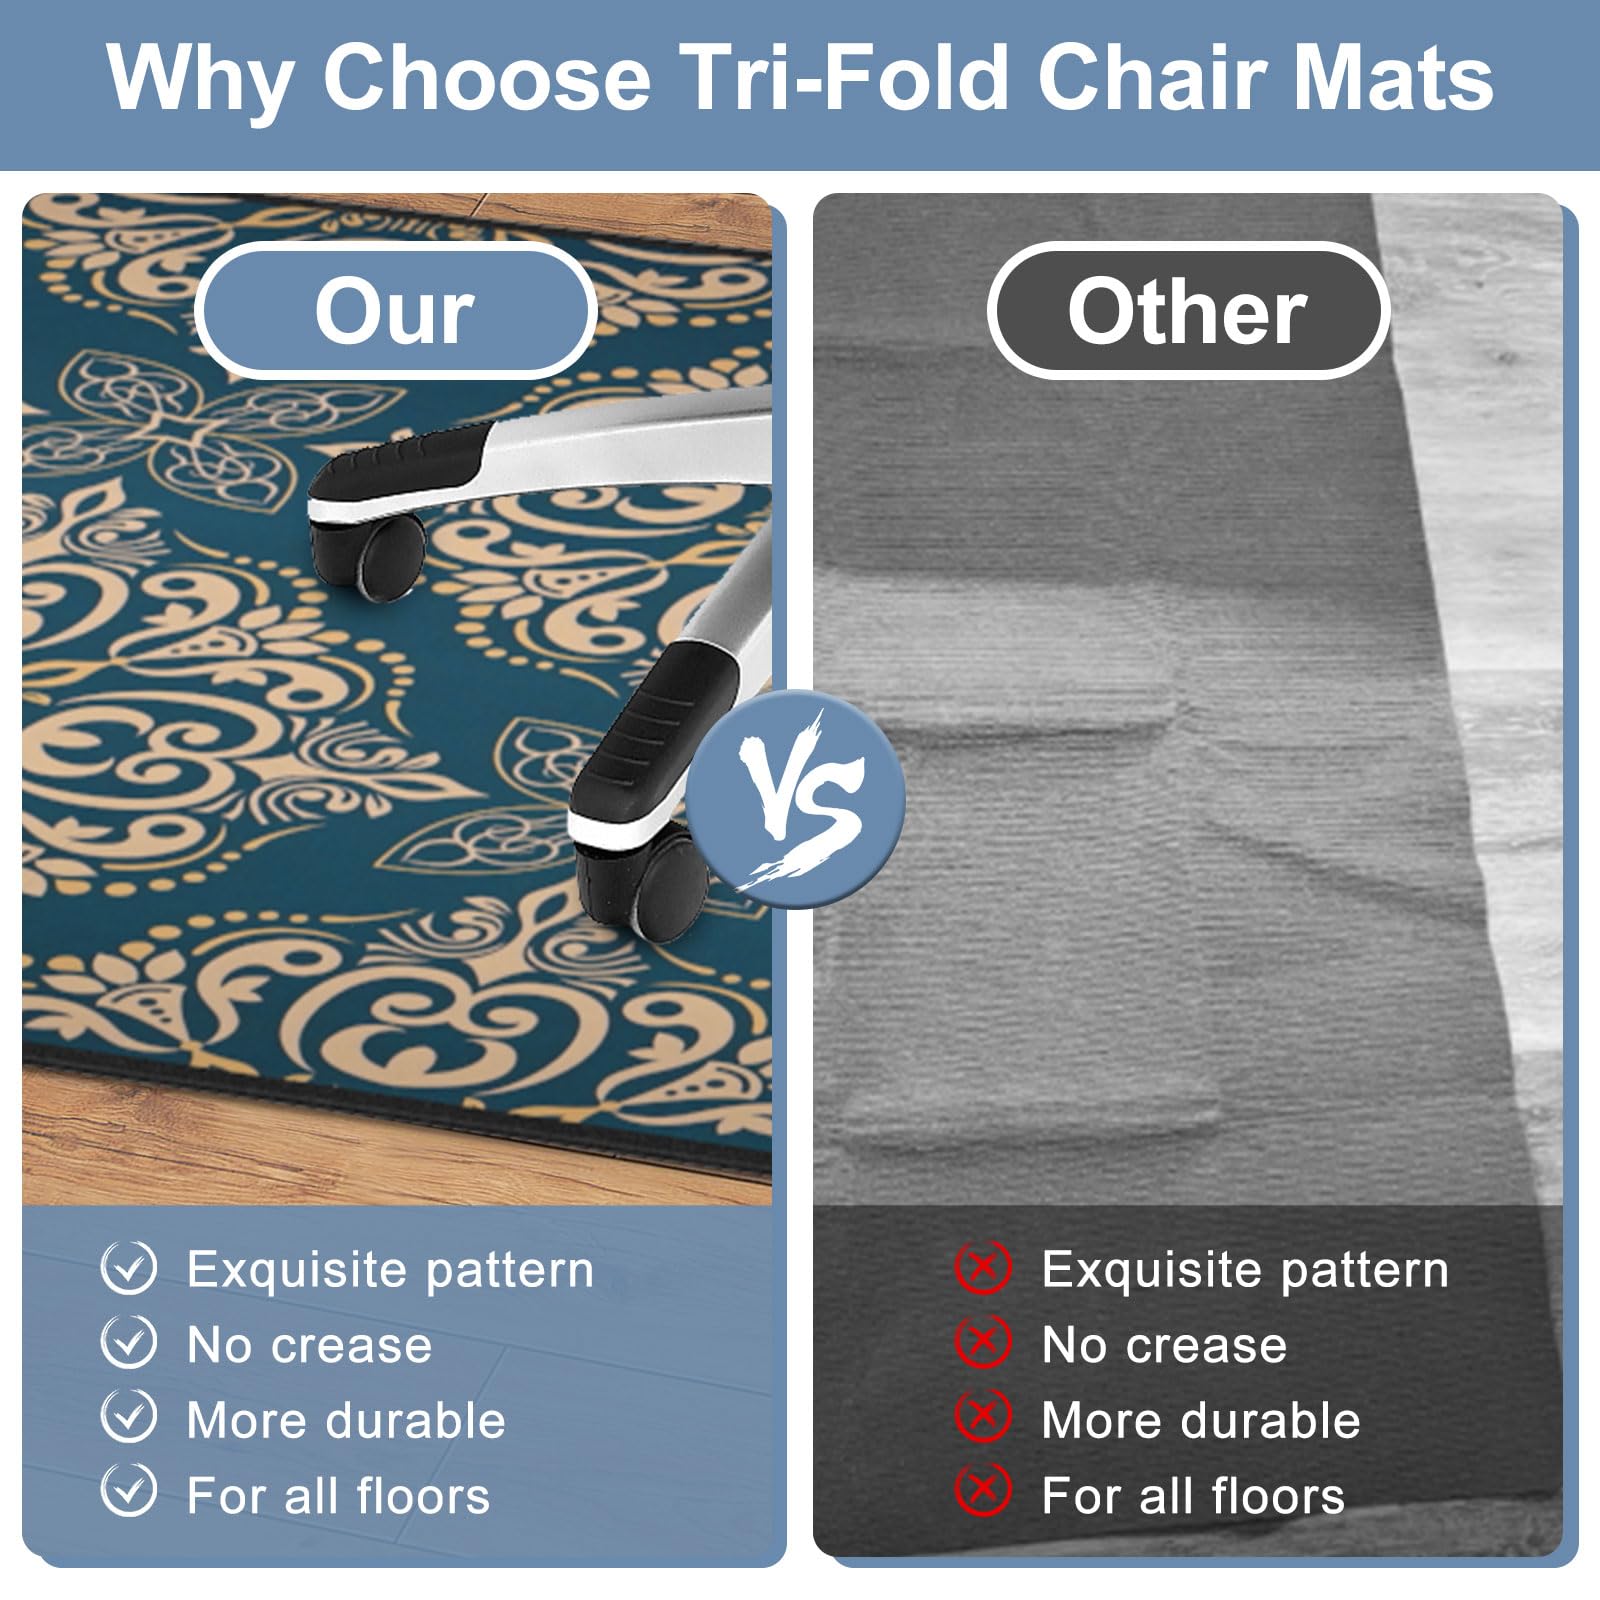 Why Choose Tri-Fold Chair Mats
Our
Other
VS
Exquisite pattern
No crease
More durable
For all floors
Exquisite pattern
No crease
More durable
For all floors